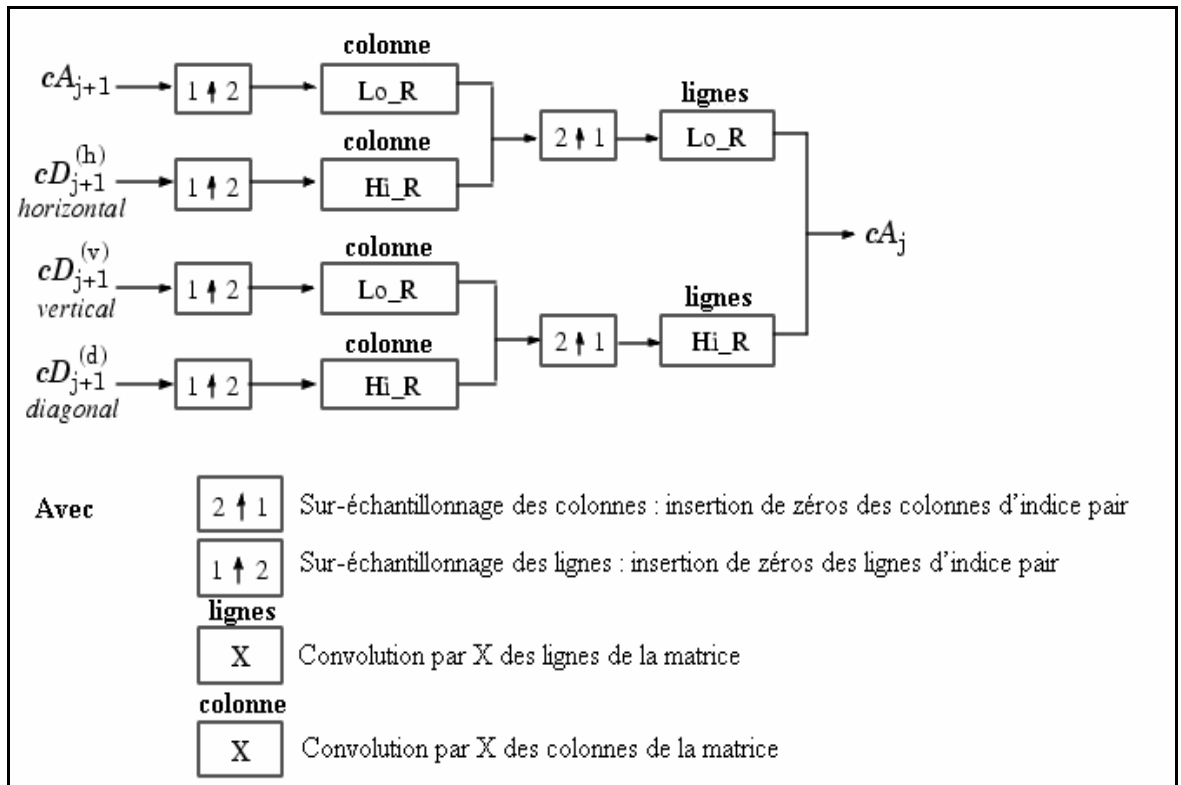 colonne
cA j+1 1 ↑ 2 Lo_R
lignes
2 ↑ 1 Lo_R
colonne
cD j+1 (h) 1 ↑ 2 Hi_R
horizontal
cA j
colonne
cD j+1 (v) 1 ↑ 2 Lo_R
vertical
lignes
2 ↑ 1 Hi_R
colonne
cD j+1 (d) 1 ↑ 2 Hi_R
diagonal
Avec 2 ↑ 1 Sur-échantillonnage des colonnes : insertion de zéros des colonnes d'indice pair
1 ↑ 2 Sur-échantillonnage des lignes : insertion de zéros des lignes d'indice pair
lignes
X Convolution par X des lignes de la matrice
colonne
X Convolution par X des colonnes de la matrice